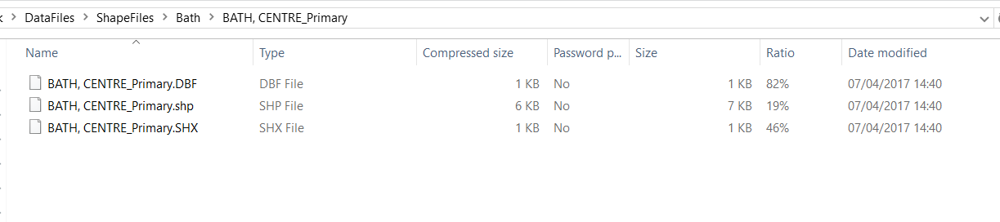 DataFiles > ShapeFiles > Bath > BATH, CENTRE_Primary
Name Type Compressed size Password p... Size Ratio Date modified
BATH, CENTRE_Primary.DBF DBF File 1 KB No 1 KB 82% 07/04/2017 14:40
BATH, CENTRE_Primary.shp SHP File 6 KB No 7 KB 19% 07/04/2017 14:40
BATH, CENTRE_Primary.SHX SHX File 1 KB No 1 KB 46% 07/04/2017 14:40